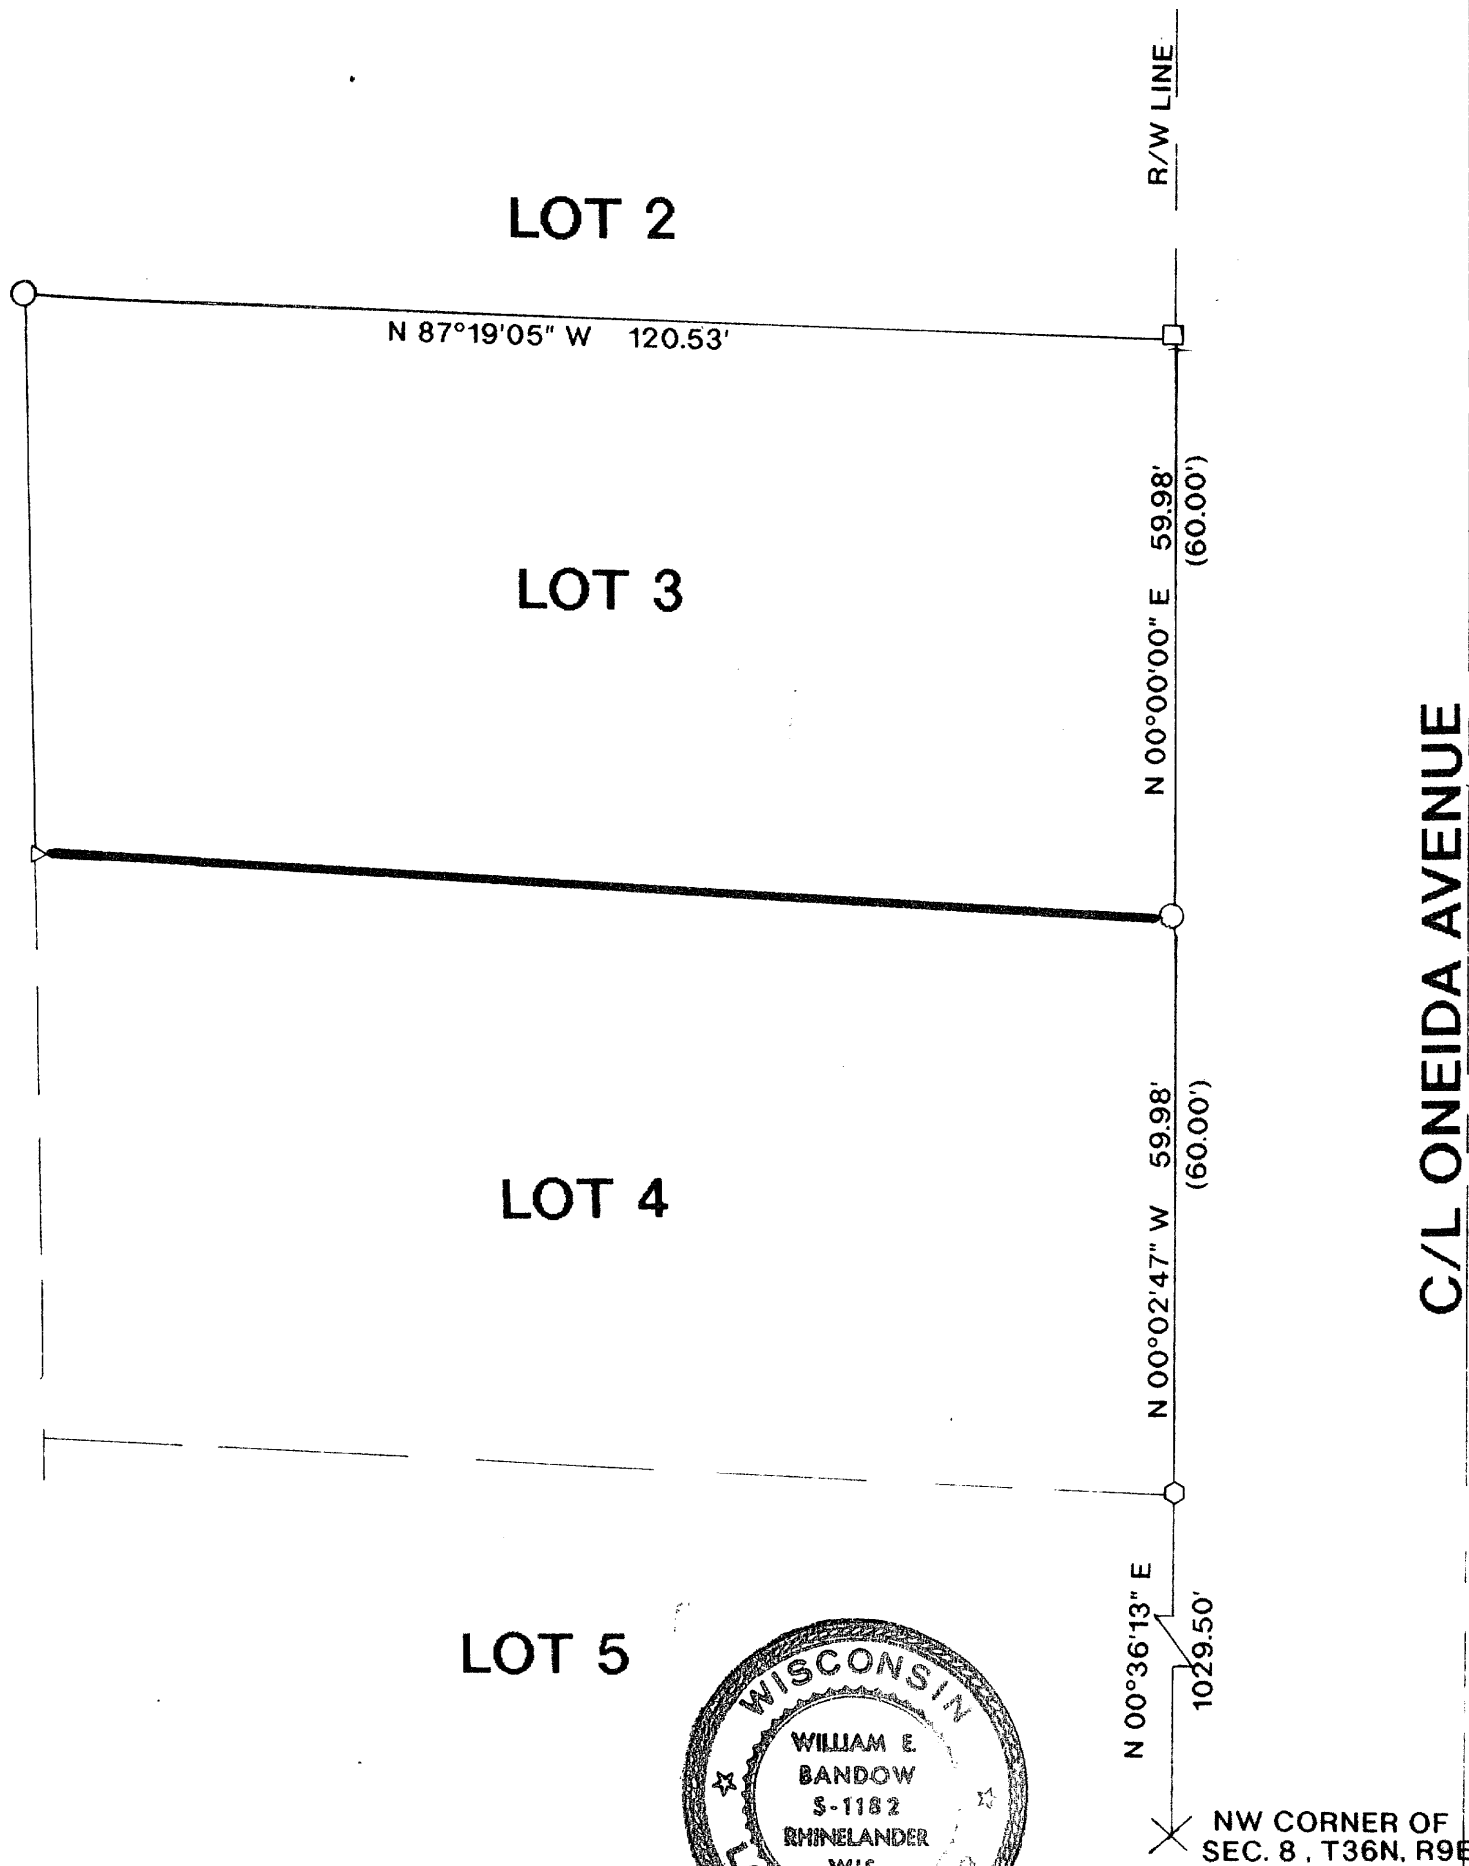 R/W LINE
LOT 2
N 87°19'05" W 120.53'
N 00°00'00" E 59.98'
(60.00')
LOT 3
C/L ONEIDA AVENUE
N 00°02'47" W 59.98'
(60.00')
LOT 4
N 00°36'13" E
1029.50'
LOT 5
WISCONSIN
WILLIAM E.
BANDOW
S-1182
RHINELANDER
WIS.
NW CORNER OF
SEC. 8, T36N, R9E